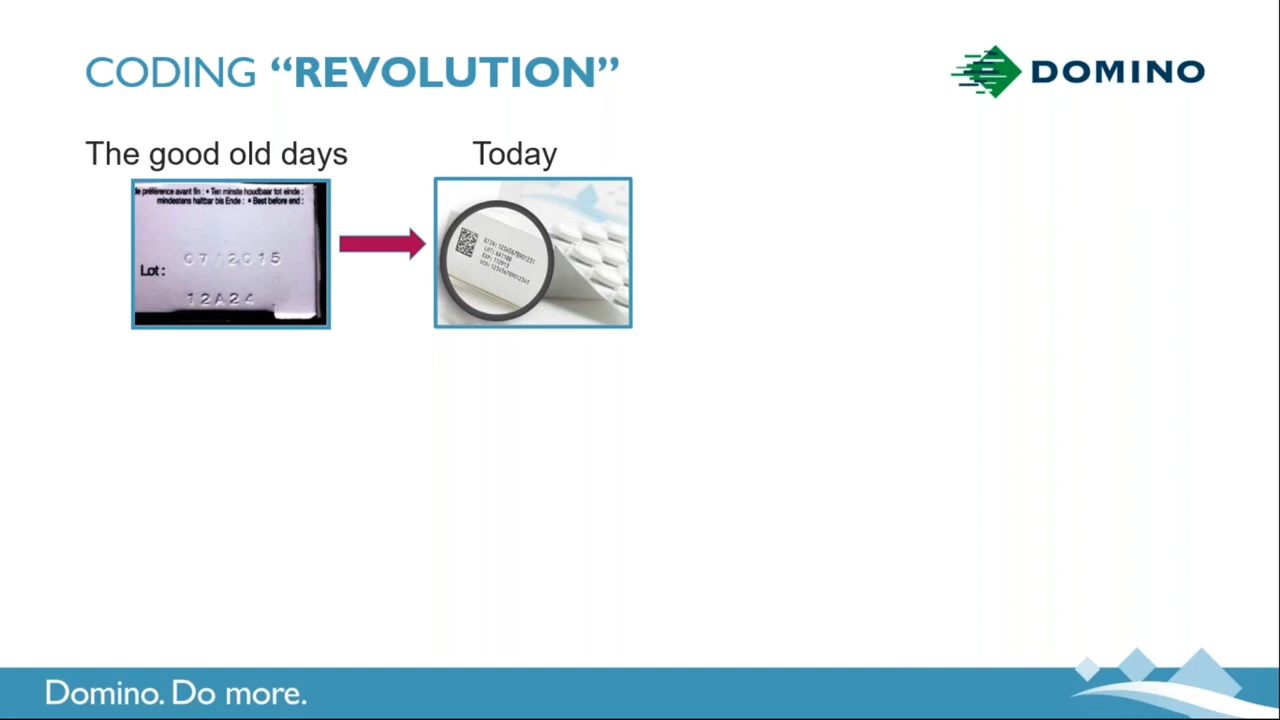 CODING “REVOLUTION”
DOMINO
The good old days
Today
de préférence avant fin : • Ten minste houdbaar tot einde :
mindestens haltbar bis Ende : • Best before end :
07/2015
Lot :
12A24
Domino. Do more.